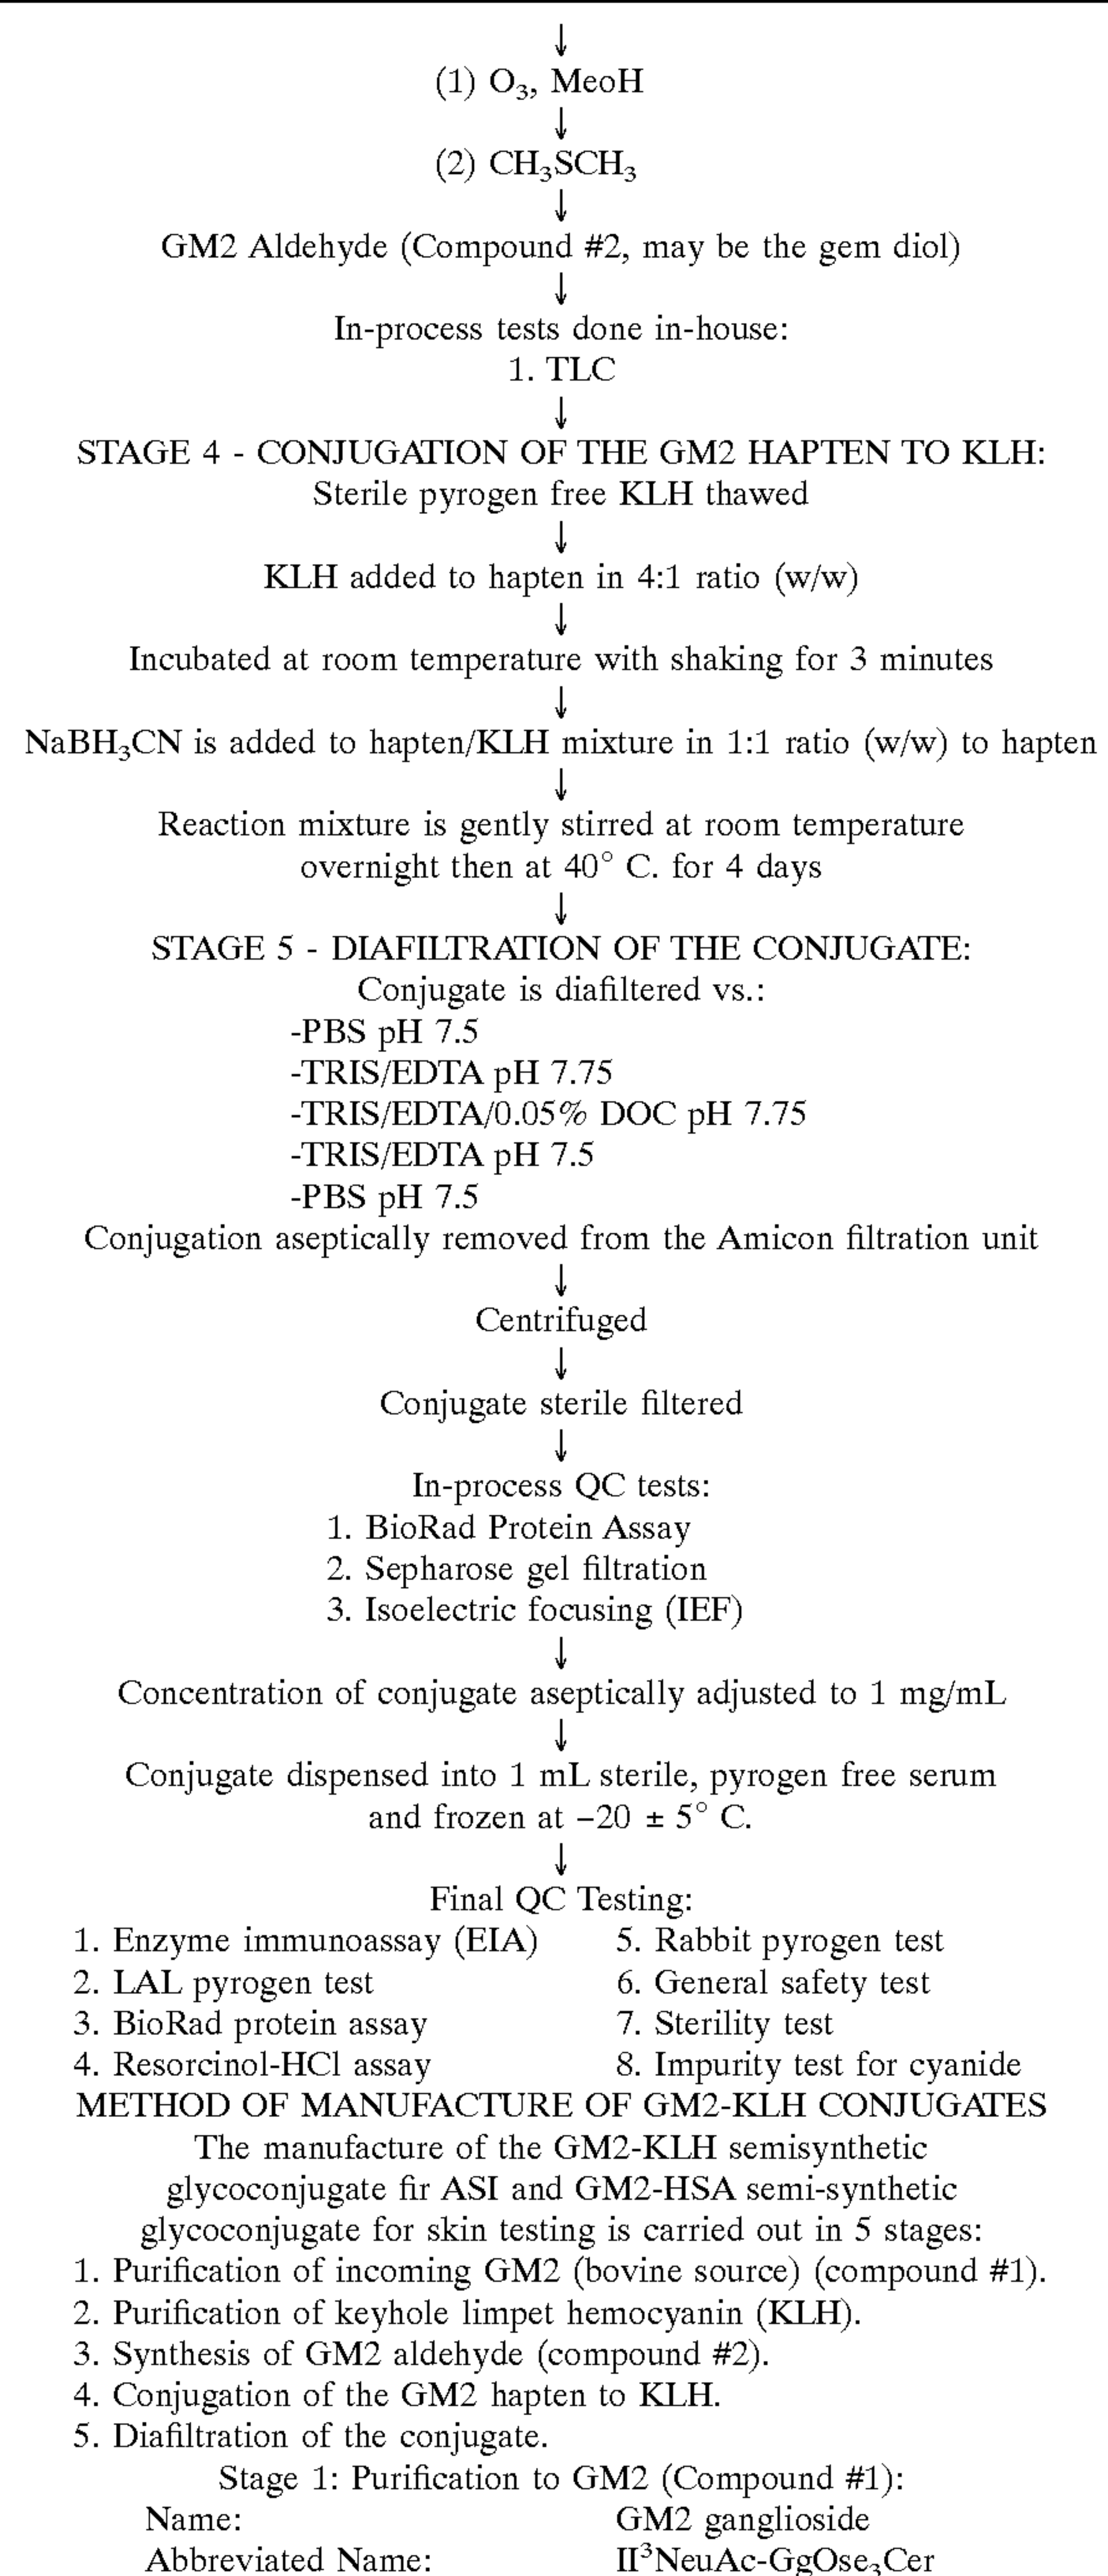 ↓
(1) O₃, MeoH
↓
(2) CH₃SCH₃
↓
GM2 Aldehyde (Compound #2, may be the gem diol)
↓
In-process tests done in-house:
1. TLC
↓
STAGE 4 - CONJUGATION OF THE GM2 HAPTEN TO KLH:
Sterile pyrogen free KLH thawed
↓
KLH added to hapten in 4:1 ratio (w/w)
↓
Incubated at room temperature with shaking for 3 minutes
↓
NaBH₃CN is added to hapten/KLH mixture in 1:1 ratio (w/w) to hapten
↓
Reaction mixture is gently stirred at room temperature
overnight then at 40° C. for 4 days
↓
STAGE 5 - DIAFILTRATION OF THE CONJUGATE:
Conjugate is diafiltered vs.:
-PBS pH 7.5
-TRIS/EDTA pH 7.75
-TRIS/EDTA/0.05% DOC pH 7.75
-TRIS/EDTA pH 7.5
-PBS pH 7.5
Conjugation aseptically removed from the Amicon filtration unit
↓
Centrifuged
↓
Conjugate sterile filtered
↓
In-process QC tests:
1. BioRad Protein Assay
2. Sepharose gel filtration
3. Isoelectric focusing (IEF)
↓
Concentration of conjugate aseptically adjusted to 1 mg/mL
↓
Conjugate dispensed into 1 mL sterile, pyrogen free serum
and frozen at −20 ± 5° C.
↓
Final QC Testing:
1. Enzyme immunoassay (EIA) 5. Rabbit pyrogen test
2. LAL pyrogen test 6. General safety test
3. BioRad protein assay 7. Sterility test
4. Resorcinol-HCl assay 8. Impurity test for cyanide
METHOD OF MANUFACTURE OF GM2-KLH CONJUGATES
The manufacture of the GM2-KLH semisynthetic
glycoconjugate fir ASI and GM2-HSA semi-synthetic
glycoconjugate for skin testing is carried out in 5 stages:
1. Purification of incoming GM2 (bovine source) (compound #1).
2. Purification of keyhole limpet hemocyanin (KLH).
3. Synthesis of GM2 aldehyde (compound #2).
4. Conjugation of the GM2 hapten to KLH.
5. Diafiltration of the conjugate.
Stage 1: Purification to GM2 (Compound #1):
Name: GM2 ganglioside
Abbreviated Name: II³NeuAc-GgOse₃Cer